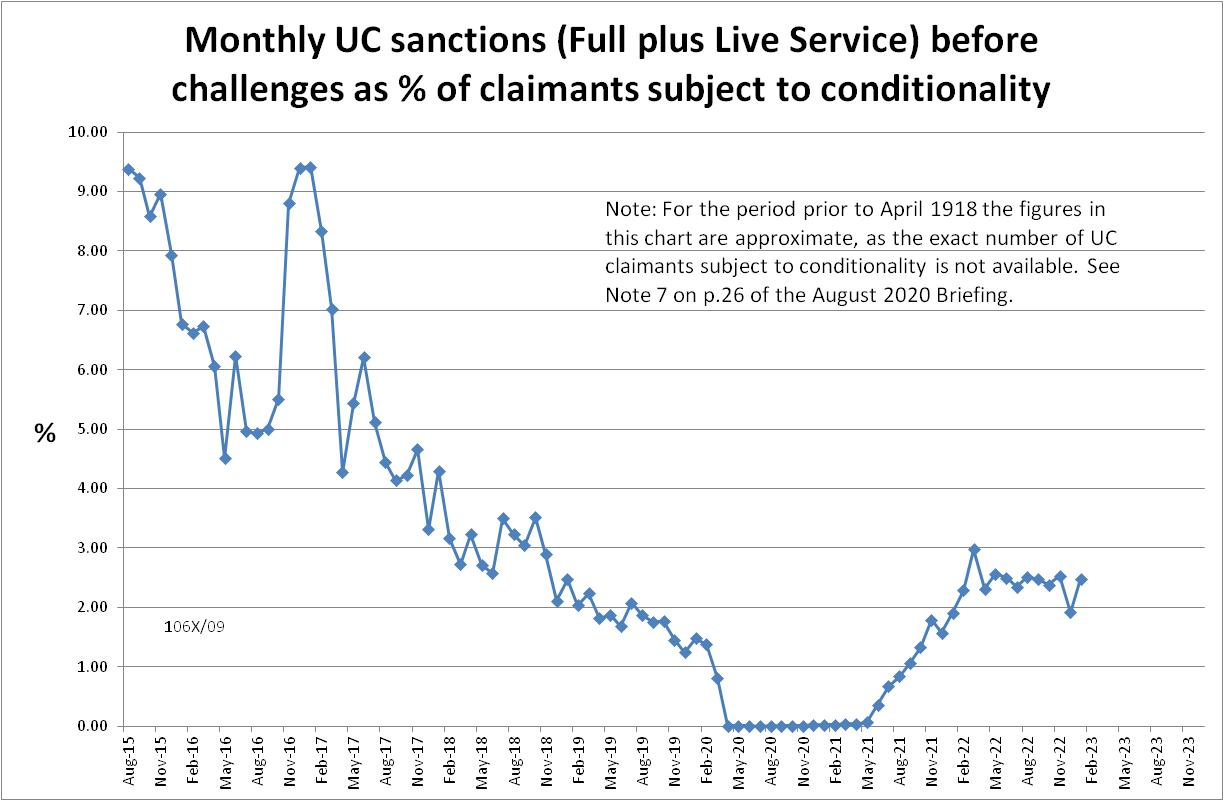 Monthly UC sanctions (Full plus Live Service) before
challenges as % of claimants subject to conditionality
10.00
9.00
8.00
7.00
6.00
5.00
4.00
3.00
2.00
1.00
0.00
%
Note: For the period prior to April 1918 the figures in
this chart are approximate, as the exact number of UC
claimants subject to conditionality is not available. See
Note 7 on p.26 of the August 2020 Briefing.
106X/09
Aug-15
Nov-15
Feb-16
May-16
Aug-16
Nov-16
Feb-17
May-17
Aug-17
Nov-17
Feb-18
May-18
Aug-18
Nov-18
Feb-19
May-19
Aug-19
Nov-19
Feb-20
May-20
Aug-20
Nov-20
Feb-21
May-21
Aug-21
Nov-21
Feb-22
May-22
Aug-22
Nov-22
Feb-23
May-23
Aug-23
Nov-23